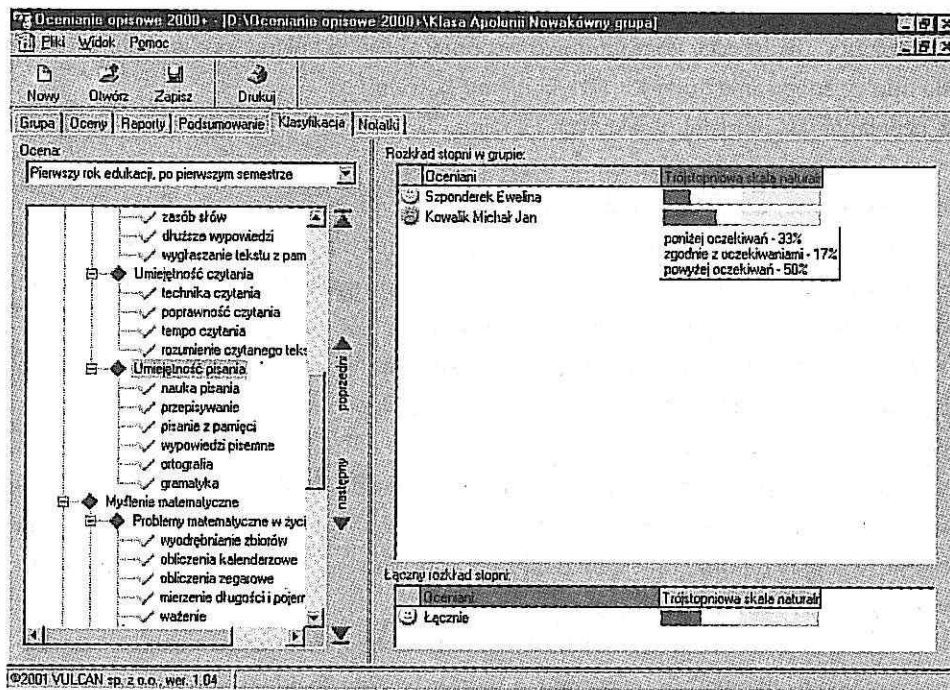 Ocenianie opisowe 2000+ - [D:\Ocenianie opisowe 2000+\Klasa Apolonii Nowakówny.grupa]
Pliki Widok Pomoc
Nowy Otwórz Zapisz Drukuj
Grupa Oceny Raporty Podsumowanie Klasyfikacja Notatki
Ocena:
Pierwszy rok edukacji, po pierwszym semestrze
zasób słów
dłuższe wypowiedzi
wygłaszanie tekstu z pam
Umiejętność czytania
technika czytania
poprawność czytania
tempo czytania
rozumienie czytanego teks
Umiejętność pisania
nauka pisania
przepisywanie
pisanie z pamięci
wypowiedzi pisemne
ortografia
gramatyka
Myślenie matematyczne
Problemy matematyczne w życi
wyodrębnianie zbiorów
obliczenia kalendarzowe
obliczenia zegarowe
mierzenie długości i pojem
ważenie
poprzedni
następny
Rozkład stopni w grupie:
Oceniani Trójstopniowa skala natural
Szponderek Ewelina
Kowalik Michał Jan
poniżej oczekiwań - 33%
zgodnie z oczekiwaniami - 17%
powyżej oczekiwań - 50%
Łączny rozkład stopni:
Oceniani Trójstopniowa skala naturalr
Łącznie
©2001 VULCAN sp. z o.o., wer. 1.04